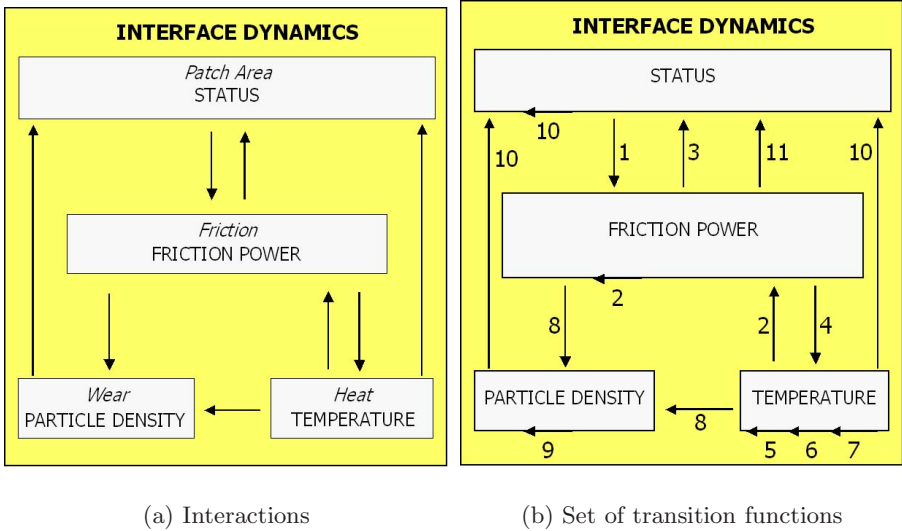 INTERFACE DYNAMICS
Patch Area
STATUS
Friction
FRICTION POWER
Wear
PARTICLE DENSITY
Heat
TEMPERATURE
(a) Interactions
INTERFACE DYNAMICS
STATUS
10
10
1
3
11
10
FRICTION POWER
2
8
2
4
PARTICLE DENSITY
TEMPERATURE
8
9
5
6
7
(b) Set of transition functions